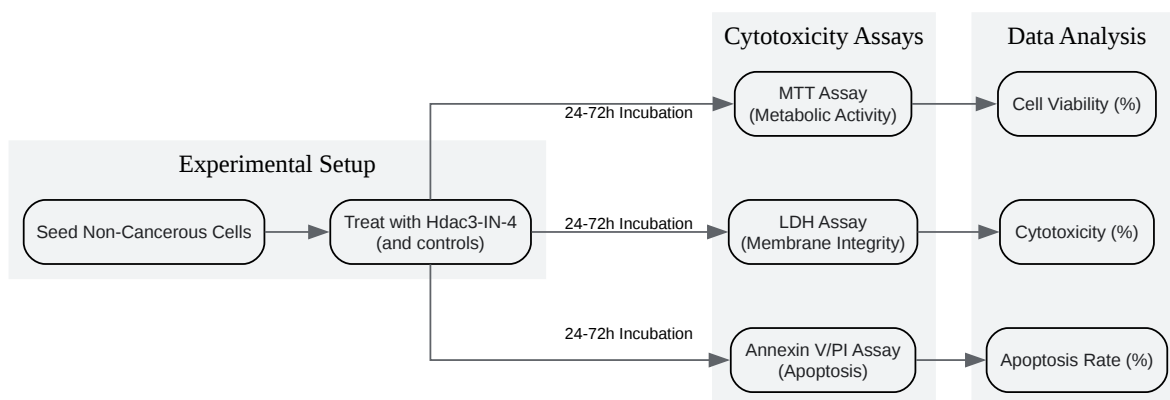 Cytotoxicity Assays
Data Analysis
MTT Assay
(Metabolic Activity)
Cell Viability (%)
24-72h Incubation
Experimental Setup
Seed Non-Cancerous Cells
Treat with Hdac3-IN-4
(and controls)
24-72h Incubation
LDH Assay
(Membrane Integrity)
Cytotoxicity (%)
24-72h Incubation
Annexin V/PI Assay
(Apoptosis)
Apoptosis Rate (%)